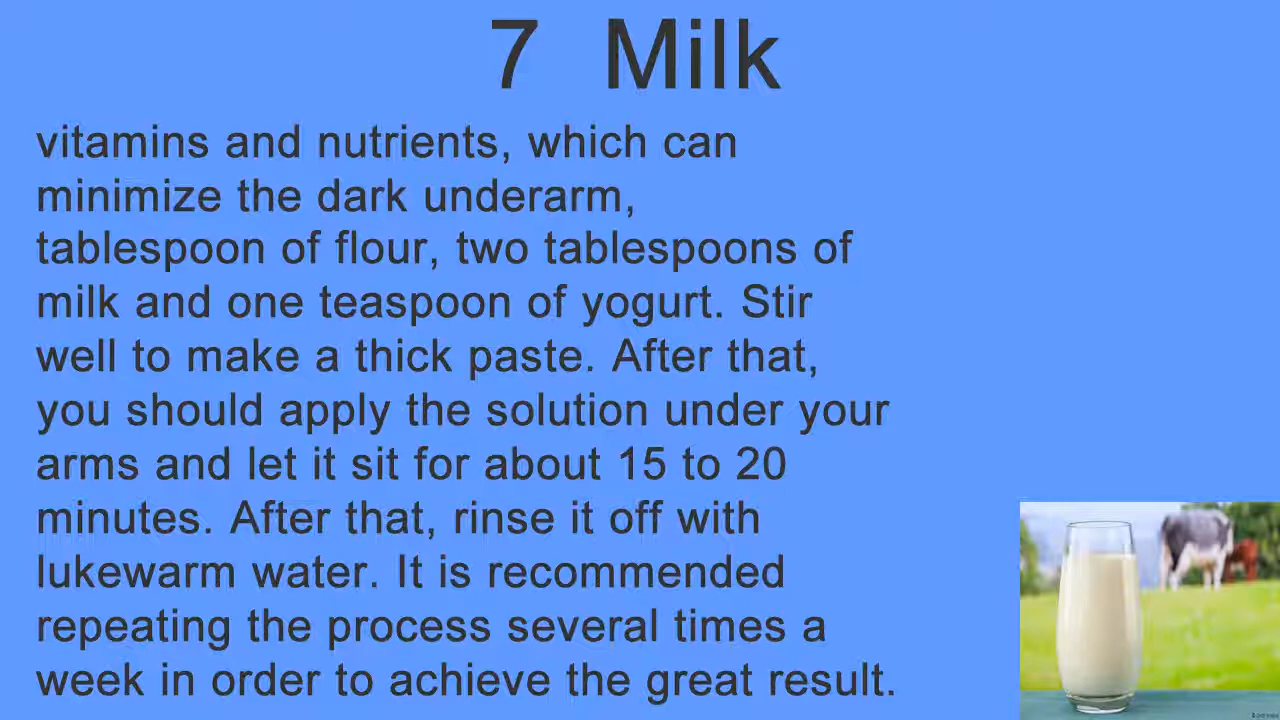 7 Milk
vitamins and nutrients, which can
minimize the dark underarm,
tablespoon of flour, two tablespoons of
milk and one teaspoon of yogurt. Stir
well to make a thick paste. After that,
you should apply the solution under your
arms and let it sit for about 15 to 20
minutes. After that, rinse it off with
lukewarm water. It is recommended
repeating the process several times a
week in order to achieve the great result.